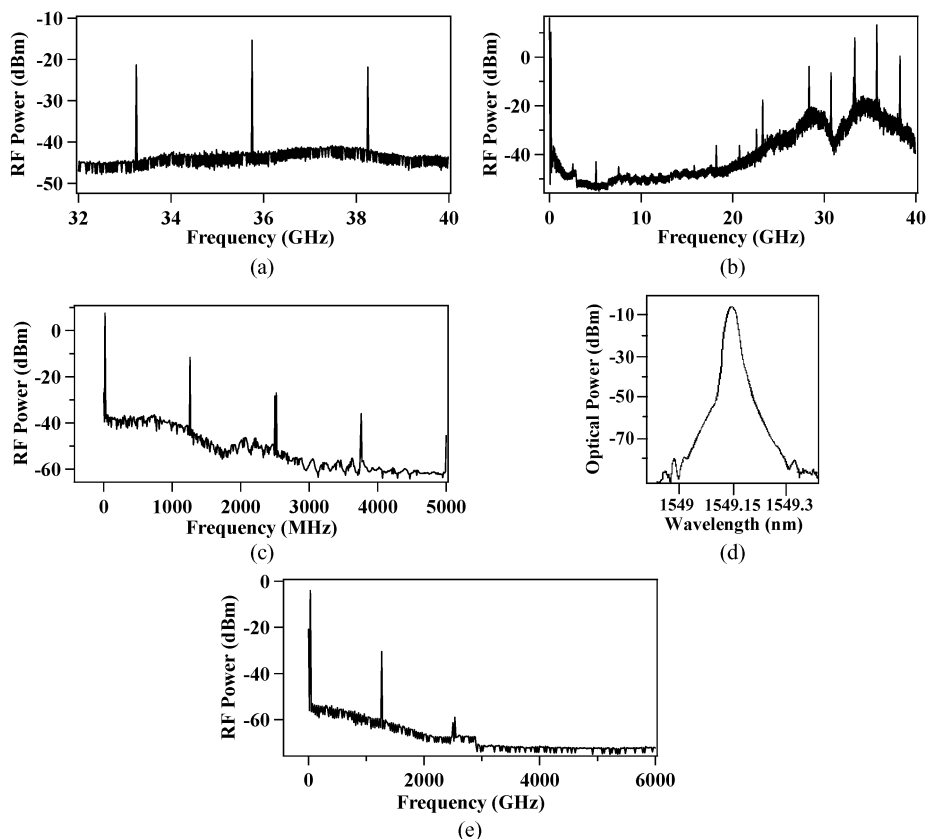 -10
-20
-30
-40
-50
RF Power (dBm)
32 34 36 38 40
Frequency (GHz)
(a)
0
-20
-40
RF Power (dBm)
0 10 20 30 40
Frequency (GHz)
(b)
0
-20
-40
-60
RF Power (dBm)
0 1000 2000 3000 4000 5000
Frequency (MHz)
(c)
-10
-30
-50
-70
Optical Power (dBm)
1549 1549.15 1549.3
Wavelength (nm)
(d)
0
-20
-40
-60
RF Power (dBm)
0 2000 4000 6000
Frequency (GHz)
(e)